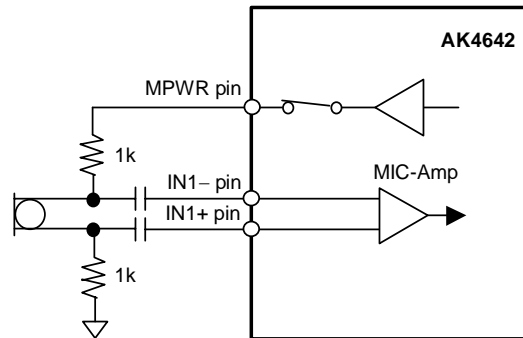 AK4642
MPWR pin
1k
MIC-Amp
IN1− pin
IN1+ pin
1k